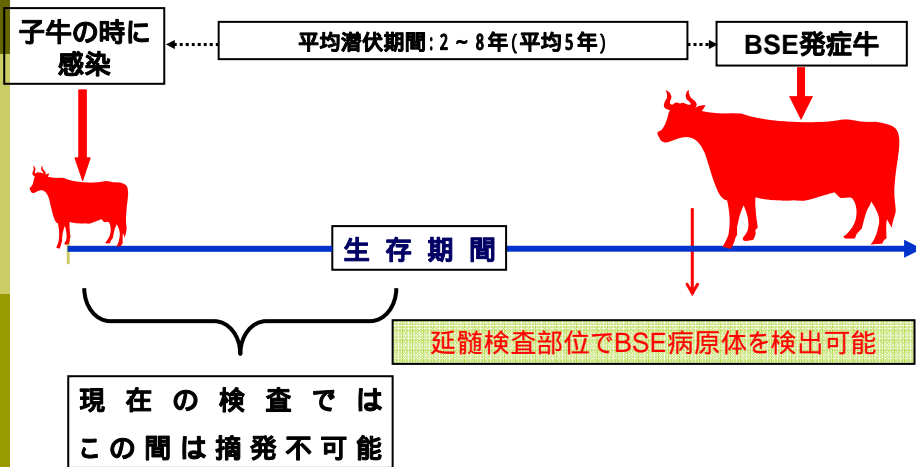 子牛の時に
感染
平均潜伏期間:2~8年(平均5年)
BSE発症牛
生存期間
延髄検査部位でBSE病原体を検出可能
現在の検査では
この間は摘発不可能